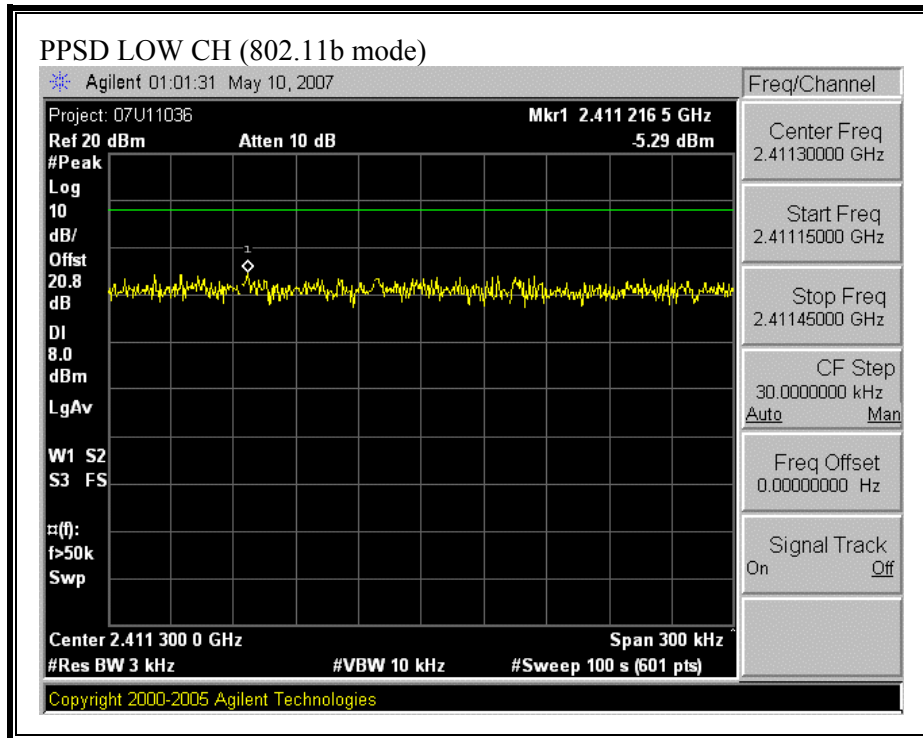 PPSD LOW CH (802.11b mode)
Agilent 01:01:31 May 10, 2007
Freq/Channel
Project: 07U11036
Mkr1 2.411 216 5 GHz
Ref 20 dBm
Atten 10 dB
-5.29 dBm
#Peak
Log
10
dB/
Offst
20.8
dB
DI
8.0
dBm
LgAv
W1 S2
S3 FS
¤(f):
f>50k
Swp
1
Center 2.411 300 0 GHz
Span 300 kHz ^
#Res BW 3 kHz
#VBW 10 kHz
#Sweep 100 s (601 pts)
Copyright 2000-2005 Agilent Technologies
Center Freq
2.41130000 GHz
Start Freq
2.41115000 GHz
Stop Freq
2.41145000 GHz
CF Step
30.0000000 kHz
Auto Man
Freq Offset
0.00000000 Hz
Signal Track
On Off